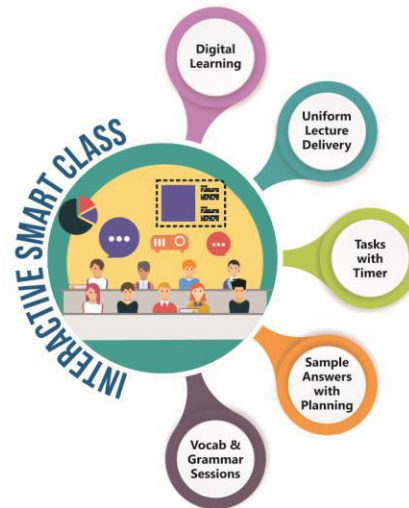 INTERACTIVE SMART CLASS
Digital
Learning
Uniform
Lecture
Delivery
Tasks
with
Timer
Sample
Answers
with
Planning
Vocab &
Grammar
Sessions